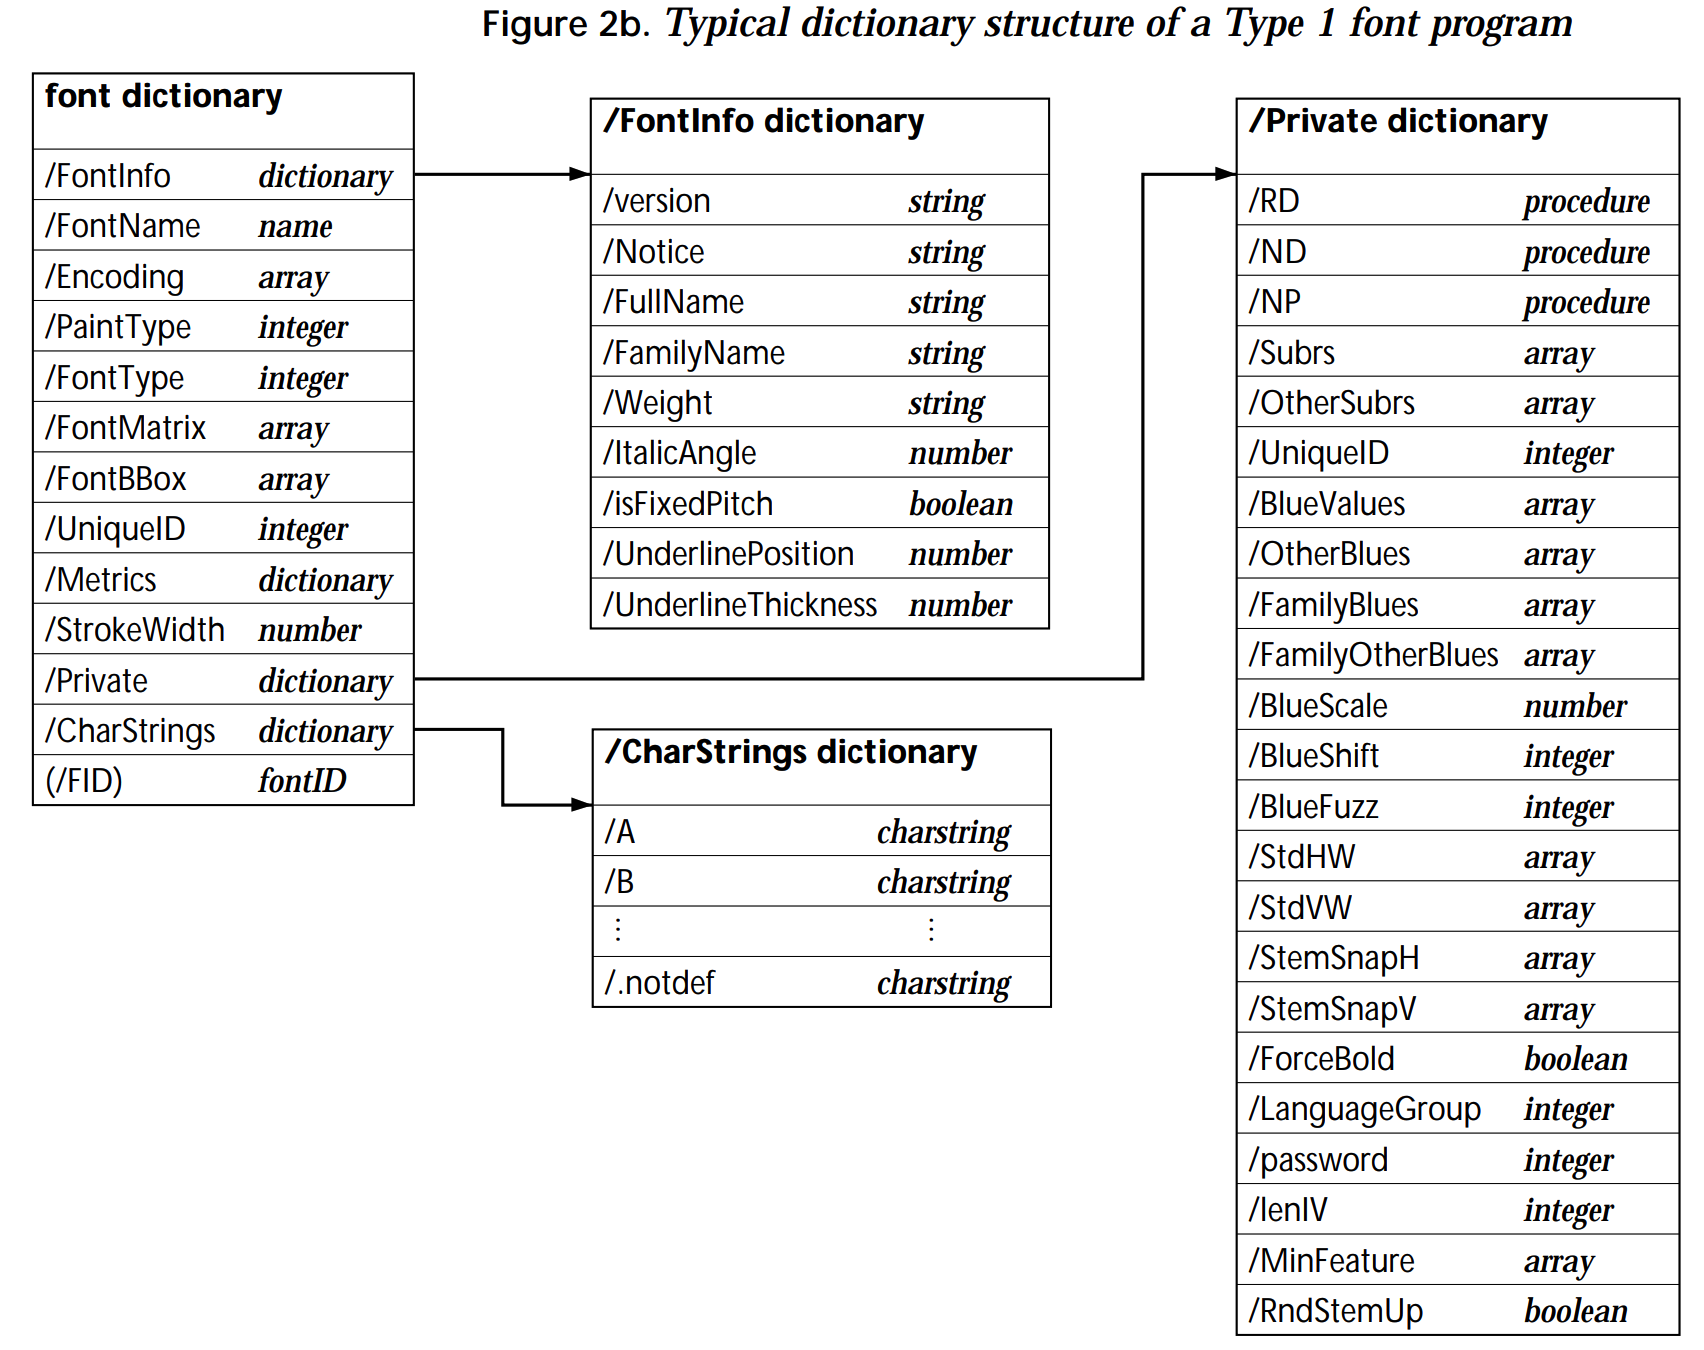 Figure 2b. Typical dictionary structure of a Type 1 font program
font dictionary
/FontInfo dictionary
/FontName name
/Encoding array
/PaintType integer
/FontType integer
/FontMatrix array
/FontBBox array
/UniqueID integer
/Metrics dictionary
/StrokeWidth number
/Private dictionary
/CharStrings dictionary
(/FID) fontID
/FontInfo dictionary
/version string
/Notice string
/FullName string
/FamilyName string
/Weight string
/ItalicAngle number
/isFixedPitch boolean
/UnderlinePosition number
/UnderlineThickness number
/CharStrings dictionary
/A charstring
/B charstring
⋮ ⋮
/.notdef charstring
/Private dictionary
/RD procedure
/ND procedure
/NP procedure
/Subrs array
/OtherSubrs array
/UniqueID integer
/BlueValues array
/OtherBlues array
/FamilyBlues array
/FamilyOtherBlues array
/BlueScale number
/BlueShift integer
/BlueFuzz integer
/StdHW array
/StdVW array
/StemSnapH array
/StemSnapV array
/ForceBold boolean
/LanguageGroup integer
/password integer
/lenIV integer
/MinFeature array
/RndStemUp boolean